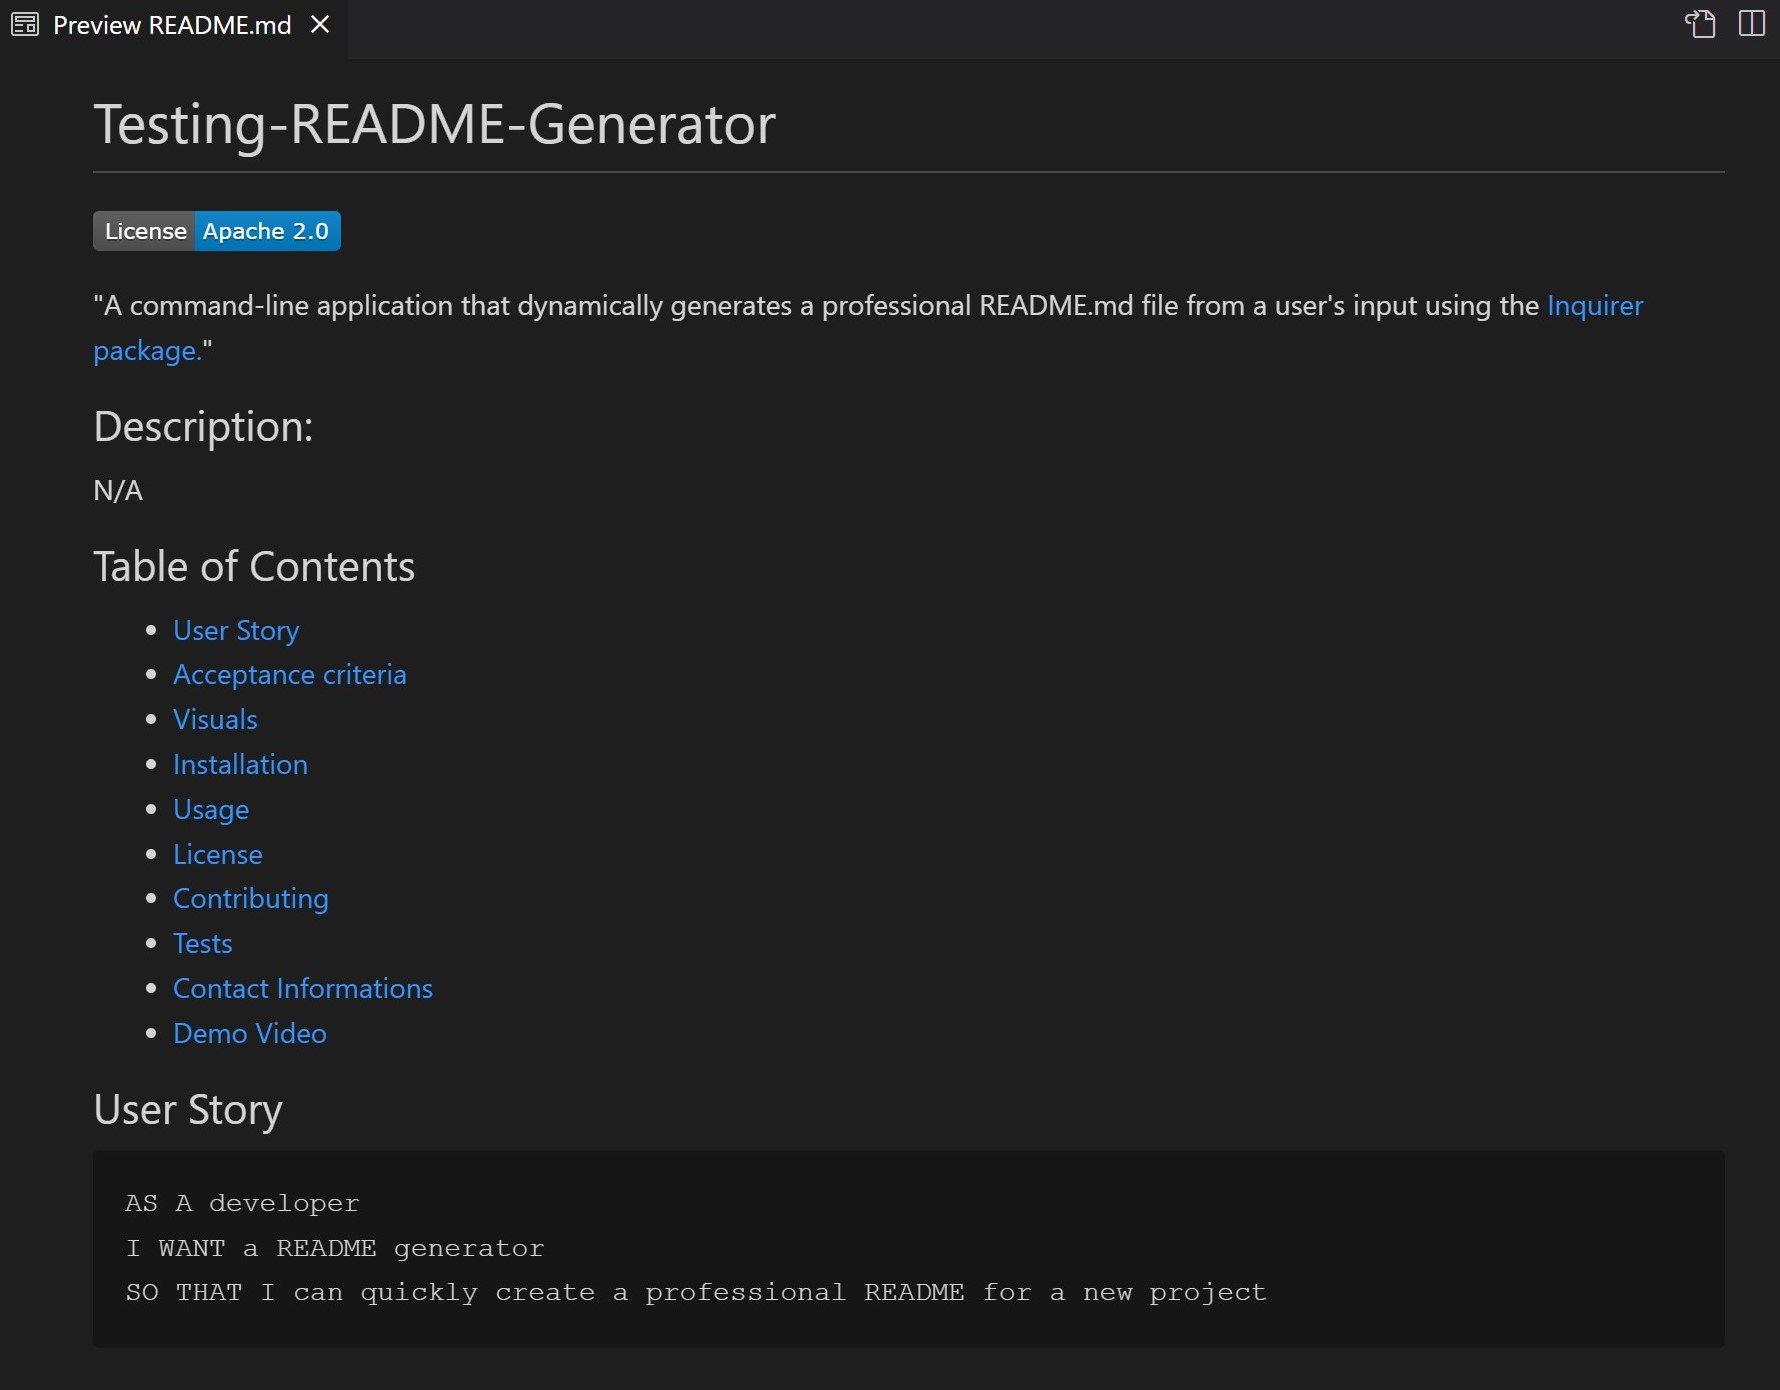 Preview README.md
Testing-README-Generator
License Apache 2.0
"A command-line application that dynamically generates a professional README.md file from a user's input using the Inquirer
package."
Description:
N/A
Table of Contents
User Story
Acceptance criteria
Visuals
Installation
Usage
License
Contributing
Tests
Contact Informations
Demo Video
User Story
AS A developer
I WANT a README generator
SO THAT I can quickly create a professional README for a new project